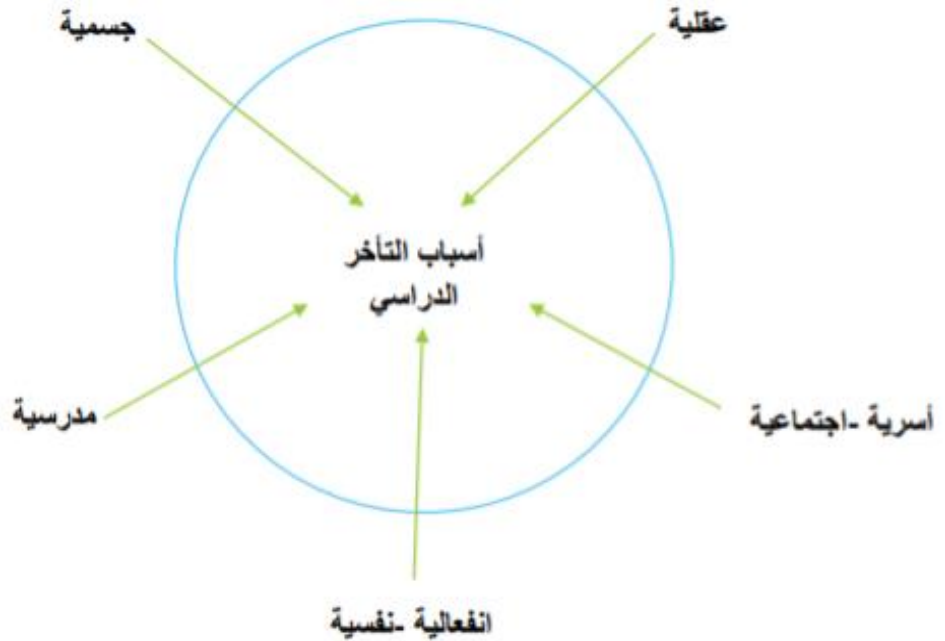 عقلية
جسمية
أسباب التأخر
الدراسي
أسرية -اجتماعية
مدرسية
انفعالية -نفسية